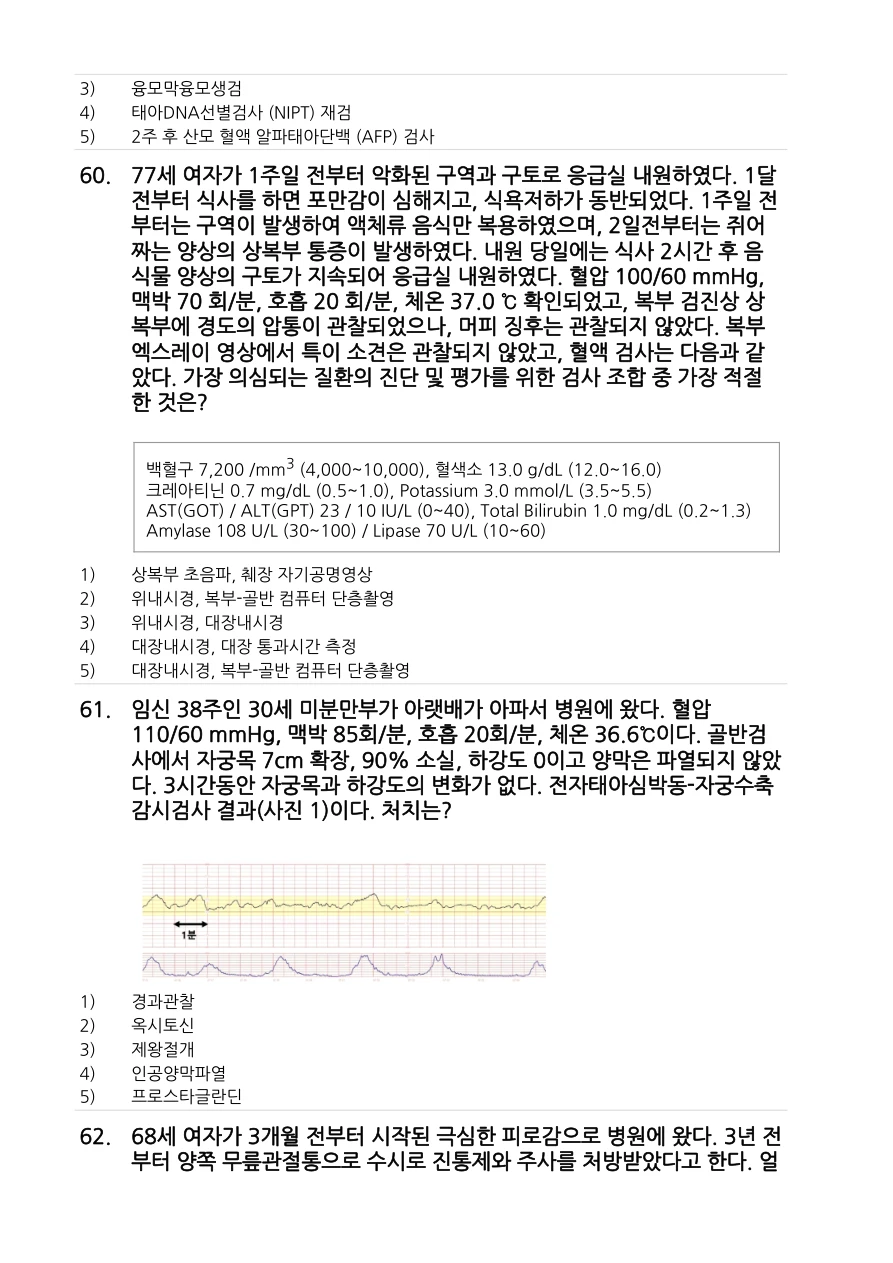 3) 융모막융모생검
4) 태아DNA선별검사 (NIPT) 재검
5) 2주 후 산모 혈액 알파태아단백 (AFP) 검사
60. 77세 여자가 1주일 전부터 악화된 구역과 구토로 응급실 내원하였다. 1달
전부터 식사를 하면 포만감이 심해지고, 식욕저하가 동반되었다. 1주일 전
부터는 구역이 발생하여 액체류 음식만 복용하였으며, 2일전부터는 쥐어
짜는 양상의 상복부 통증이 발생하였다. 내원 당일에는 식사 2시간 후 음
식물 양상의 구토가 지속되어 응급실 내원하였다. 혈압 100/60 mmHg,
맥박 70 회/분, 호흡 20 회/분, 체온 37.0 ℃ 확인되었고, 복부 검진상 상
복부에 경도의 압통이 관찰되었으나, 머피 징후는 관찰되지 않았다. 복부
엑스레이 영상에서 특이 소견은 관찰되지 않았고, 혈액 검사는 다음과 같
았다. 가장 의심되는 질환의 진단 및 평가를 위한 검사 조합 중 가장 적절
한 것은?
백혈구 7,200 /mm³ (4,000~10,000), 혈색소 13.0 g/dL (12.0~16.0)
크레아티닌 0.7 mg/dL (0.5~1.0), Potassium 3.0 mmol/L (3.5~5.5)
AST(GOT) / ALT(GPT) 23 / 10 IU/L (0~40), Total Bilirubin 1.0 mg/dL (0.2~1.3)
Amylase 108 U/L (30~100) / Lipase 70 U/L (10~60)
1) 상복부 초음파, 췌장 자기공명영상
2) 위내시경, 복부-골반 컴퓨터 단층촬영
3) 위내시경, 대장내시경
4) 대장내시경, 대장 통과시간 측정
5) 대장내시경, 복부-골반 컴퓨터 단층촬영
61. 임신 38주인 30세 미분만부가 아랫배가 아파서 병원에 왔다. 혈압
110/60 mmHg, 맥박 85회/분, 호흡 20회/분, 체온 36.6℃이다. 골반검
사에서 자궁목 7cm 확장, 90% 소실, 하강도 0이고 양막은 파열되지 않았
다. 3시간동안 자궁목과 하강도의 변화가 없다. 전자태아심박동-자궁수축
감시검사 결과(사진 1)이다. 처치는?
1분
1) 경과관찰
2) 옥시토신
3) 제왕절개
4) 인공양막파열
5) 프로스타글란딘
62. 68세 여자가 3개월 전부터 시작된 극심한 피로감으로 병원에 왔다. 3년 전
부터 양쪽 무릎관절통으로 수시로 진통제와 주사를 처방받았다고 한다. 얼